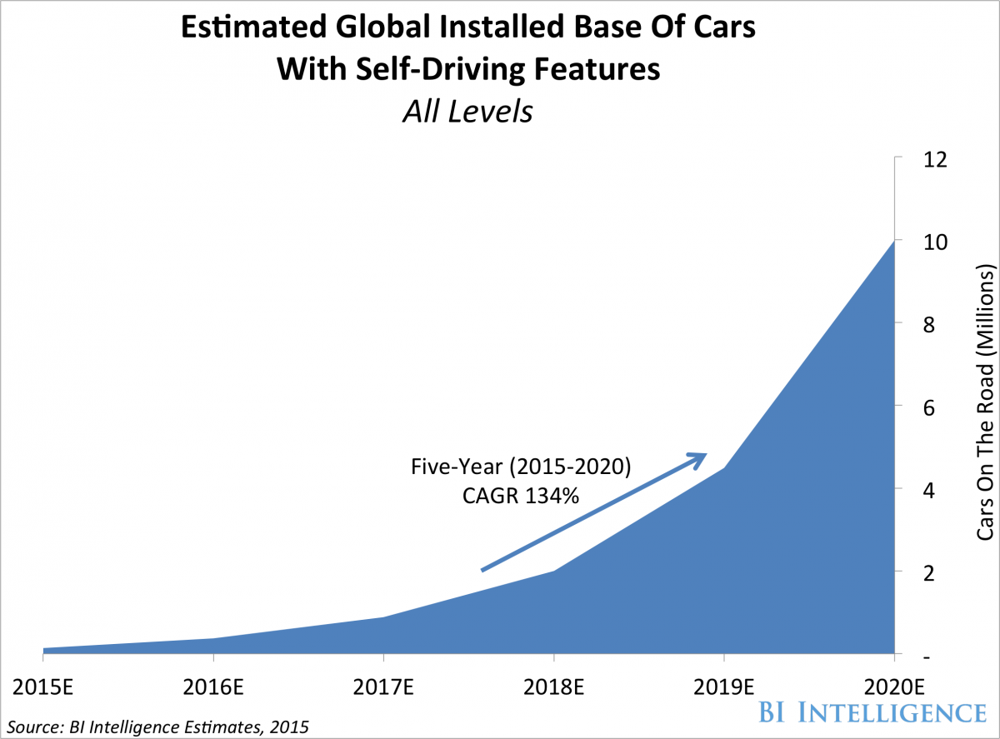 Estimated Global Installed Base Of Cars
With Self-Driving Features
All Levels
12
10
8
6
4
2
-
Cars On The Road (Millions)
Five-Year (2015-2020)
CAGR 134%
2015E
2016E
2017E
2018E
2019E
2020E
BI INTELLIGENCE
Source: BI Intelligence Estimates, 2015